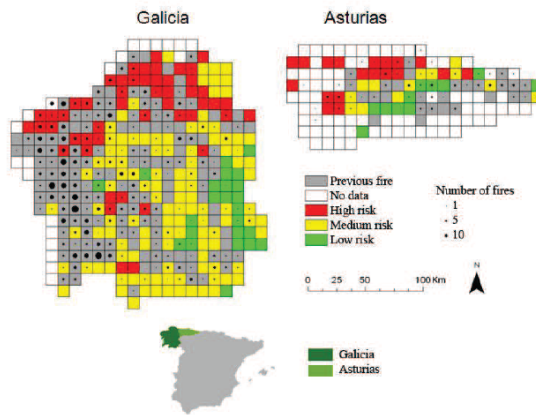 Galicia
Asturias
Previous fire
No data
High risk
Medium risk
Low risk
Number of fires
1
5
10
0 25 50 100 Km
N
Galicia
Asturias